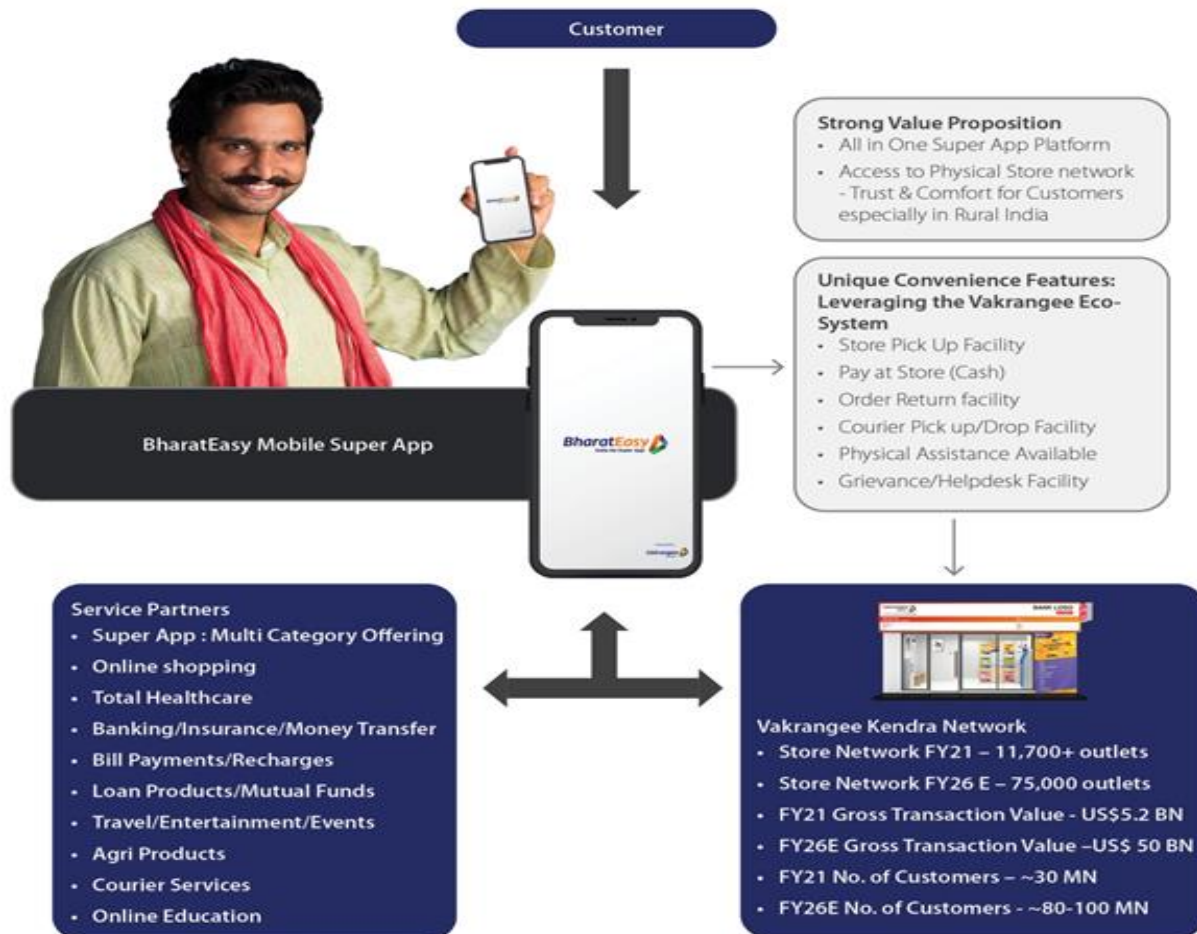 Customer
BharatEasy
Strong Value Proposition
• All in One Super App Platform
• Access to Physical Store network
- Trust & Comfort for Customers
especially in Rural India
Unique Convenience Features:
Leveraging the Vakrangee Eco-
System
• Store Pick Up Facility
• Pay at Store (Cash)
• Order Return facility
• Courier Pick up/Drop Facility
• Physical Assistance Available
• Grievance/Helpdesk Facility
BharatEasy Mobile Super App
BharatEasy
Vakrangee
Service Partners
• Super App : Multi Category Offering
• Online shopping
• Total Healthcare
• Banking/Insurance/Money Transfer
• Bill Payments/Recharges
• Loan Products/Mutual Funds
• Travel/Entertainment/Events
• Agri Products
• Courier Services
• Online Education
BANK LOGO
Vakrangee Kendra Network
• Store Network FY21 – 11,700+ outlets
• Store Network FY26 E – 75,000 outlets
• FY21 Gross Transaction Value - US$5.2 BN
• FY26E Gross Transaction Value –US$ 50 BN
• FY21 No. of Customers – ~30 MN
• FY26E No. of Customers - ~80-100 MN